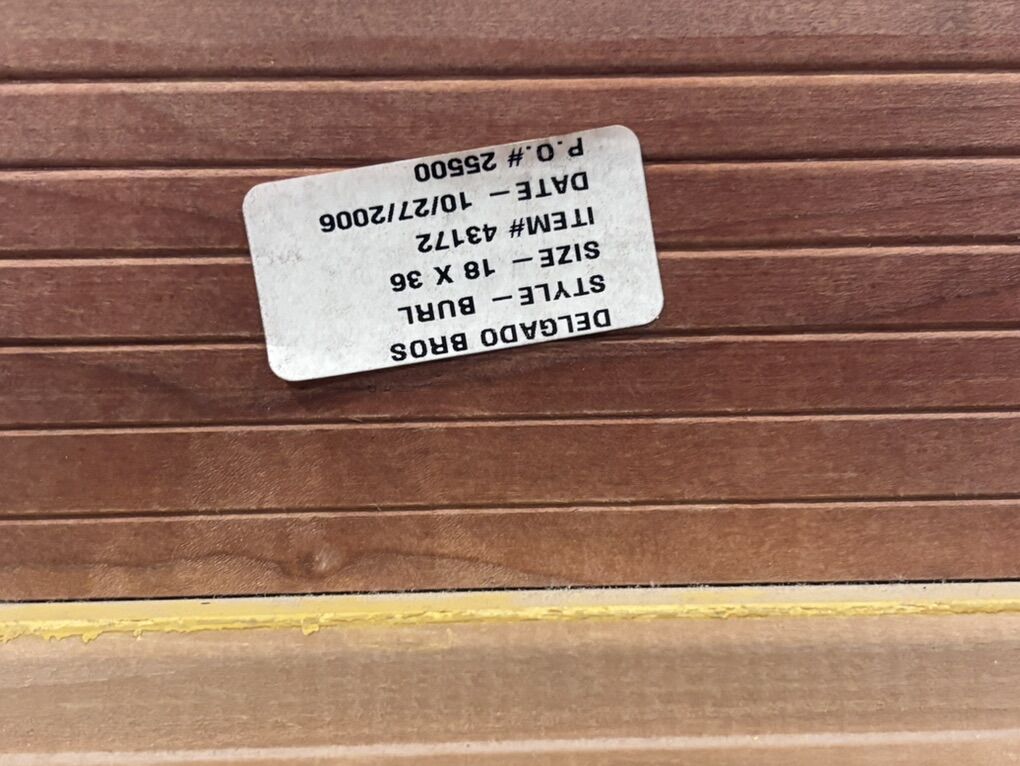 DELGADO BROS
STYLE – BURL
SIZE – 18 X 36
ITEM# 43172
DATE – 10/27/2006
P.O.# 25500